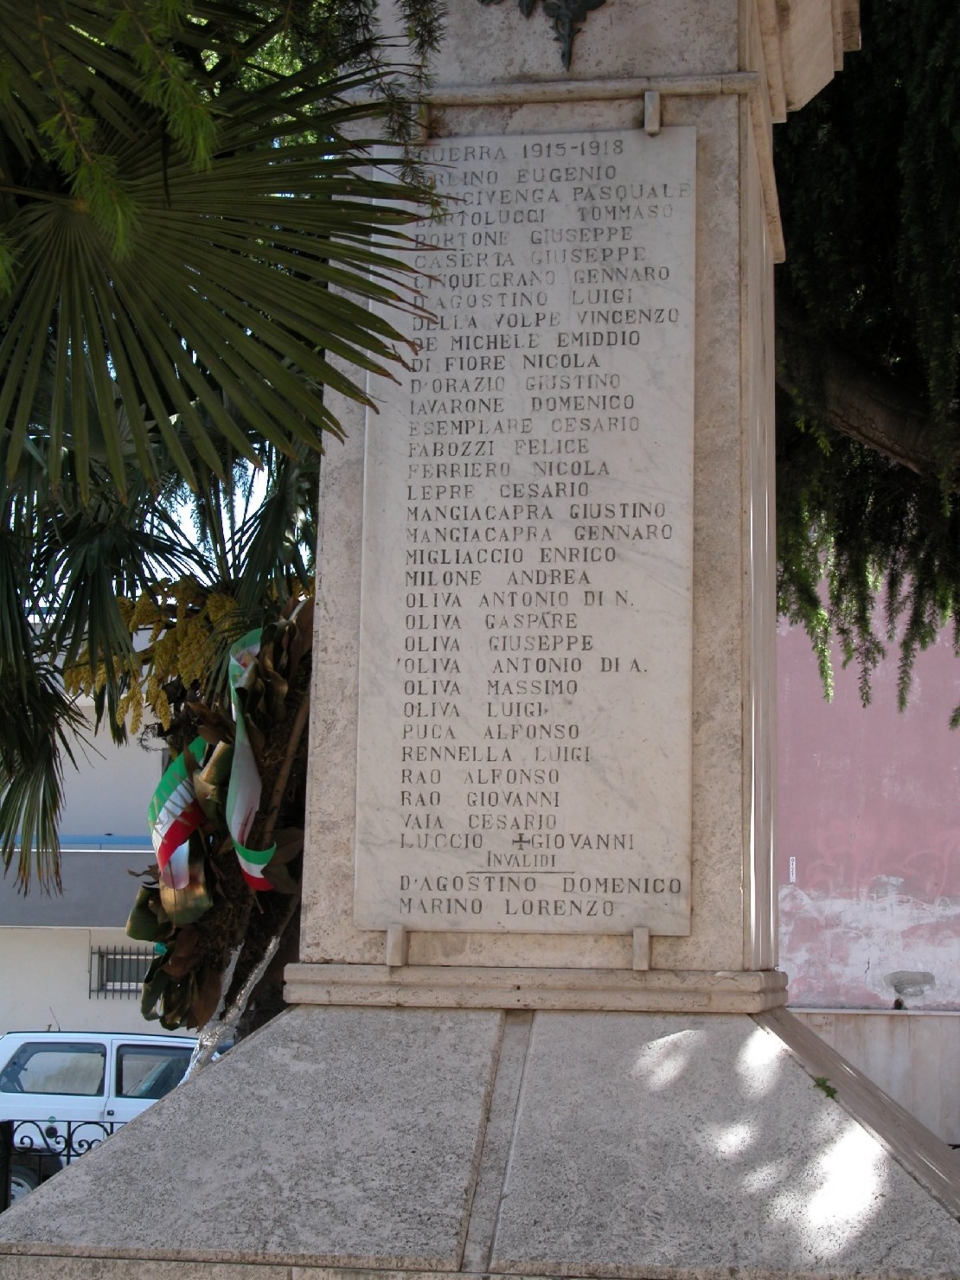 GUERRA 1915-1918
EUGENIO
PASQUALE
BARTOLUCCI TOMMASO
BORTONE GIUSEPPE
CASERTA GIUSEPPE
CINQUEGRANO GENNARO
D'AGOSTINO LUIGI
DELLA VOLPE VINCENZO
DE MICHELE EMIDDIO
DI FIORE NICOLA
D'ORAZIO GIUSTINO
IAVARONE DOMENICO
ESEMPLARE CESARIO
FABOZZI FELICE
FERRIERO NICOLA
LEPRE CESARIO
MANGIACAPRA GIUSTINO
MANGIACAPRA GENNARO
MIGLIACCIO ENRICO
MILONE ANDREA
OLIVA ANTONIO DI N.
OLIVA GASPARE
OLIVA GIUSEPPE
OLIVA ANTONIO DI A.
OLIVA MASSIMO
OLIVA LUIGI
PUCA ALFONSO
RENNELLA LUIGI
RAO ALFONSO
RAO GIOVANNI
VAIA CESARIO
LUCCIO GIOVANNI
INVALIDI
D'AGOSTINO DOMENICO
MARINO LORENZO